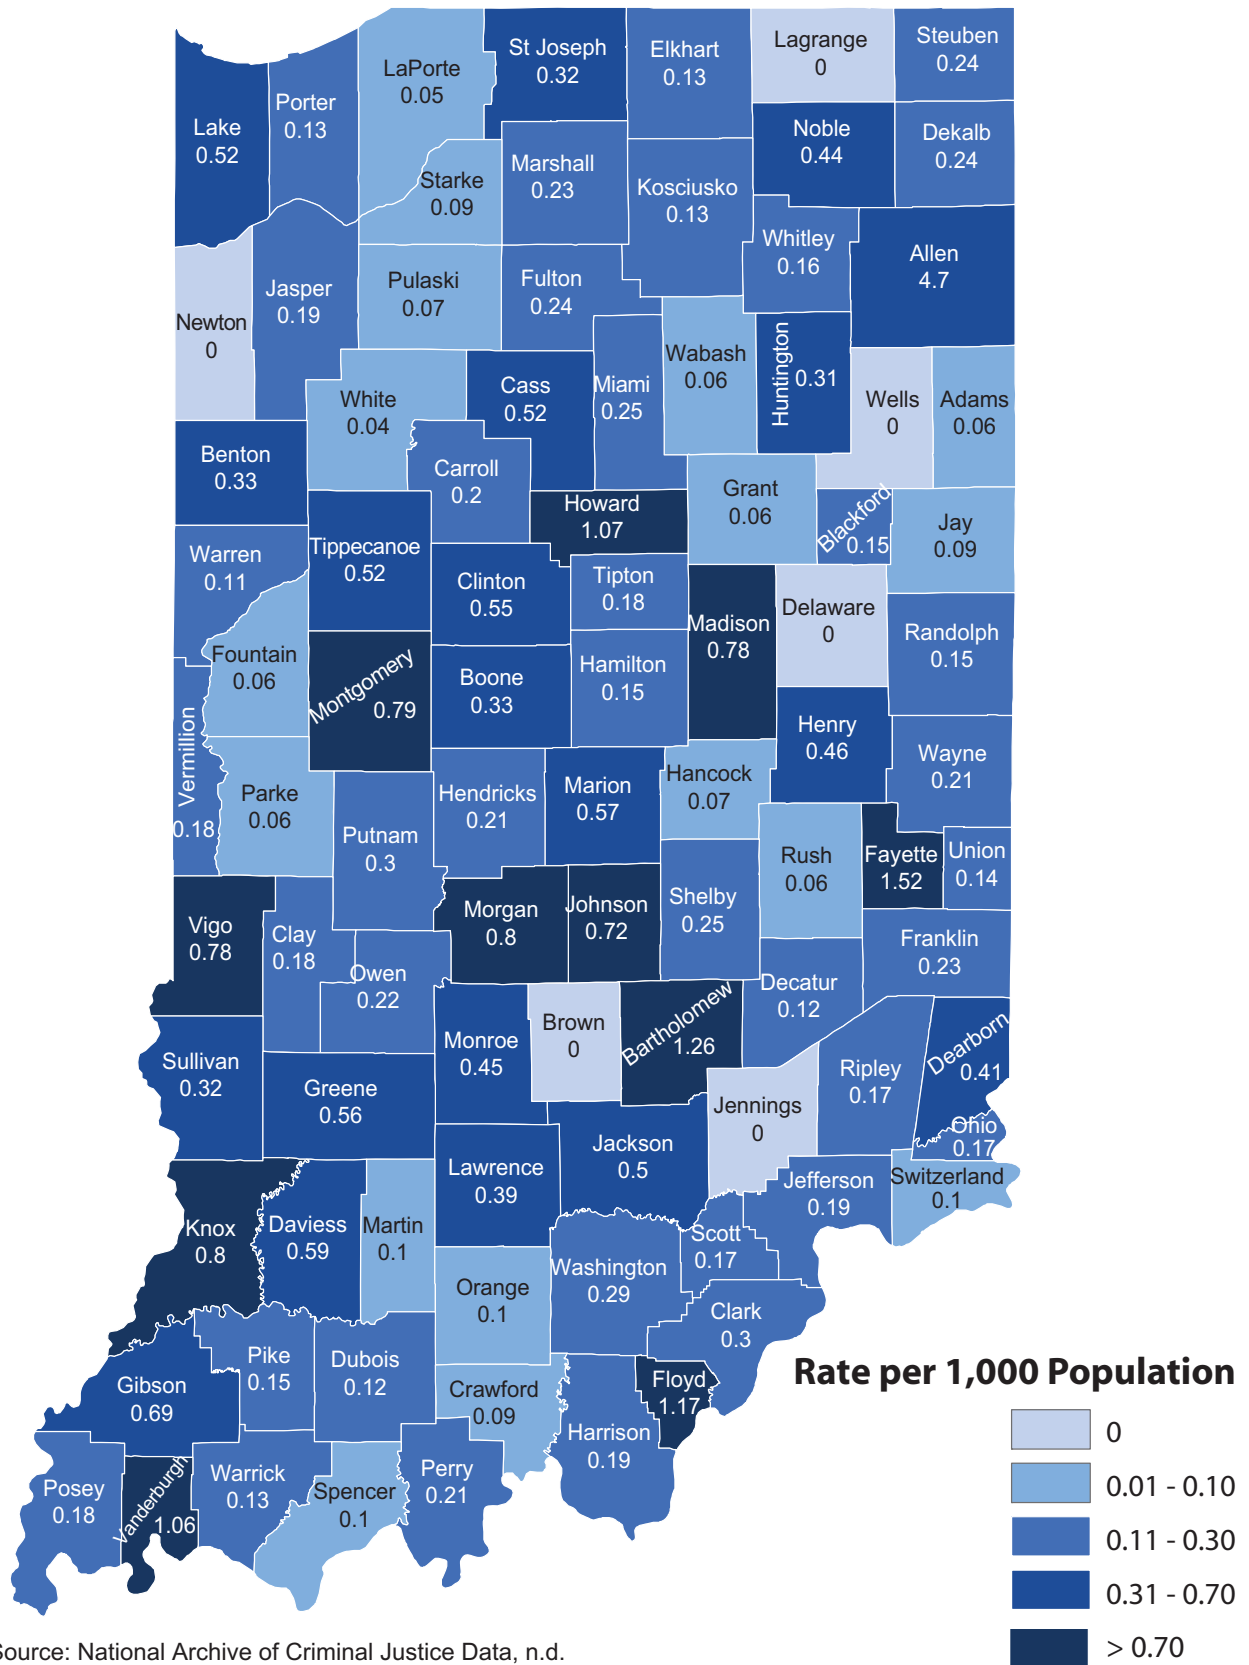 St Joseph
0.32
Elkhart
0.13
Lagrange
0
Steuben
0.24
LaPorte
0.05
Porter
0.13
Lake
0.52
Noble
0.44
Dekalb
0.24
Marshall
0.23
Starke
0.09
Kosciusko
0.13
Whitley
0.16
Allen
4.7
Newton
0
Jasper
0.19
Pulaski
0.07
Fulton
0.24
Wabash
0.06
Huntington
0.31
White
0.04
Cass
0.52
Miami
0.25
Wells
0
Adams
0.06
Benton
0.33
Carroll
0.2
Grant
0.06
Howard
1.07
Blackford
0.15
Jay
0.09
Warren
0.11
Tippecanoe
0.52
Clinton
0.55
Tipton
0.18
Madison
0.78
Delaware
0
Randolph
0.15
Fountain
0.06
Montgomery
0.79
Boone
0.33
Hamilton
0.15
Henry
0.46
Wayne
0.21
Vermillion
0.18
Parke
0.06
Putnam
0.3
Hendricks
0.21
Marion
0.57
Hancock
0.07
Rush
0.06
Fayette
1.52
Union
0.14
Vigo
0.78
Clay
0.18
Owen
0.22
Morgan
0.8
Johnson
0.72
Shelby
0.25
Franklin
0.23
Decatur
0.12
Monroe
0.45
Brown
0
Bartholomew
1.26
Sullivan
0.32
Greene
0.56
Ripley
0.17
Dearborn
0.41
Jennings
0
Ohio
0.17
Jackson
0.5
Lawrence
0.39
Jefferson
0.19
Switzerland
0.1
Knox
0.8
Daviess
0.59
Martin
0.1
Orange
0.1
Washington
0.29
Scott
0.17
Clark
0.3
Gibson
0.69
Pike
0.15
Dubois
0.12
Crawford
0.09
Floyd
1.17
Harrison
0.19
Posey
0.18
Vanderburgh
1.06
Warrick
0.13
Spencer
0.1
Perry
0.21
Rate per 1,000 Population
0
0.01 - 0.10
0.11 - 0.30
0.31 - 0.70
> 0.70
Source: National Archive of Criminal Justice Data, n.d.